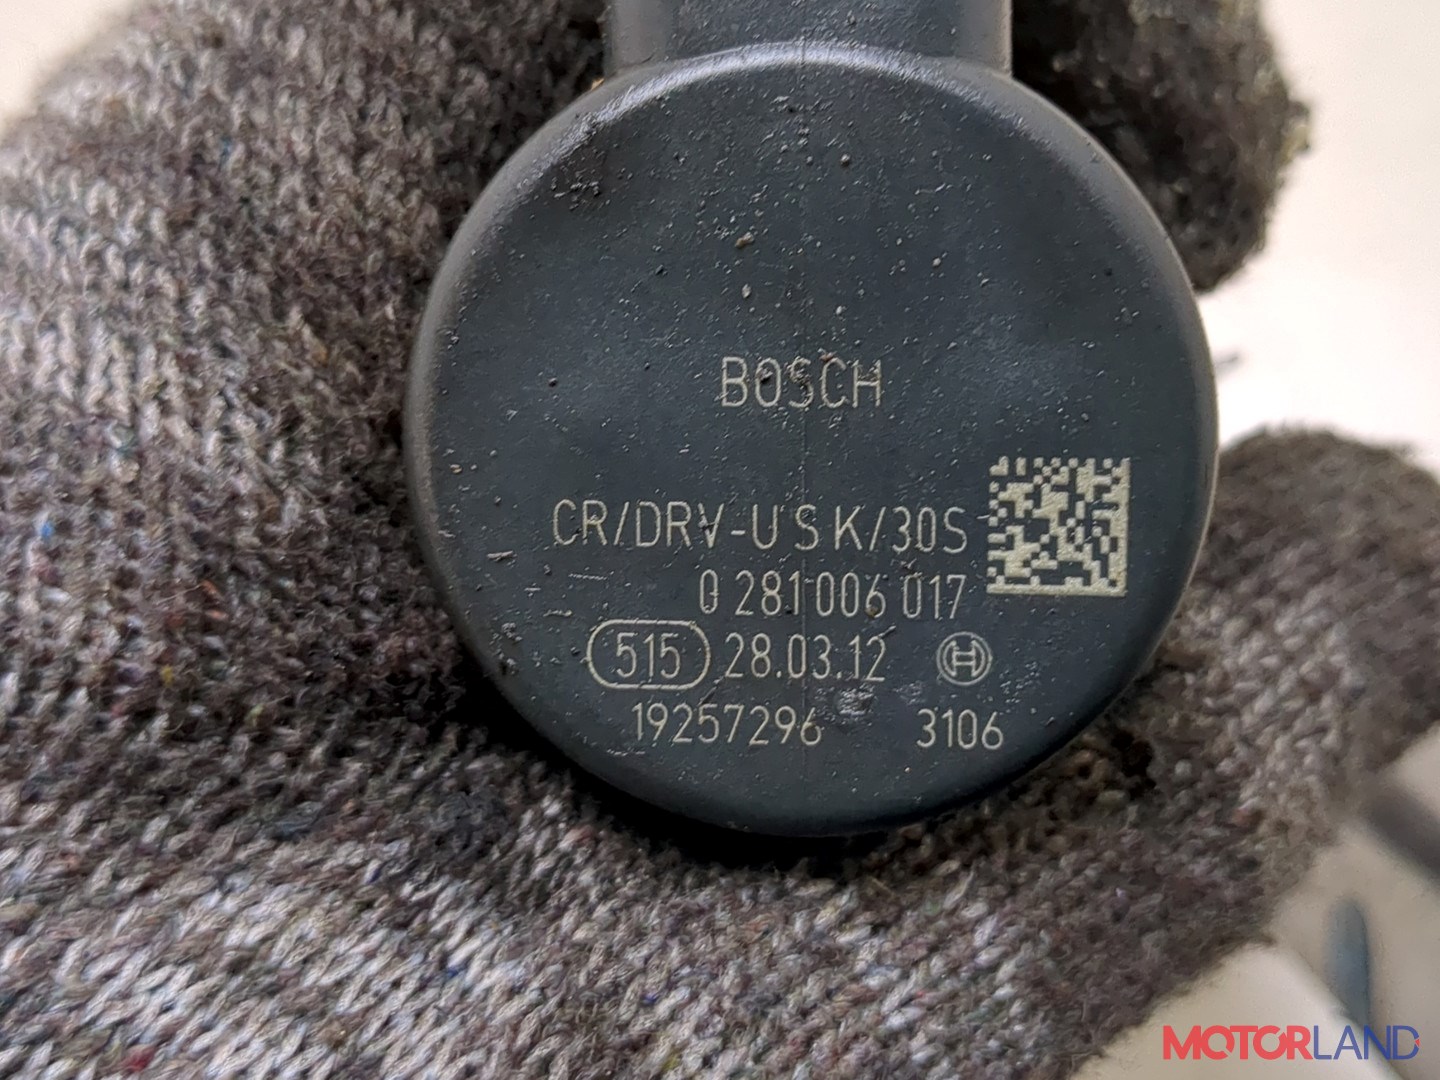 BOSCH
CR/DRV-USK/30S
0 281 006 017
515 28.03.12
19257296 3106
MOTORLAND